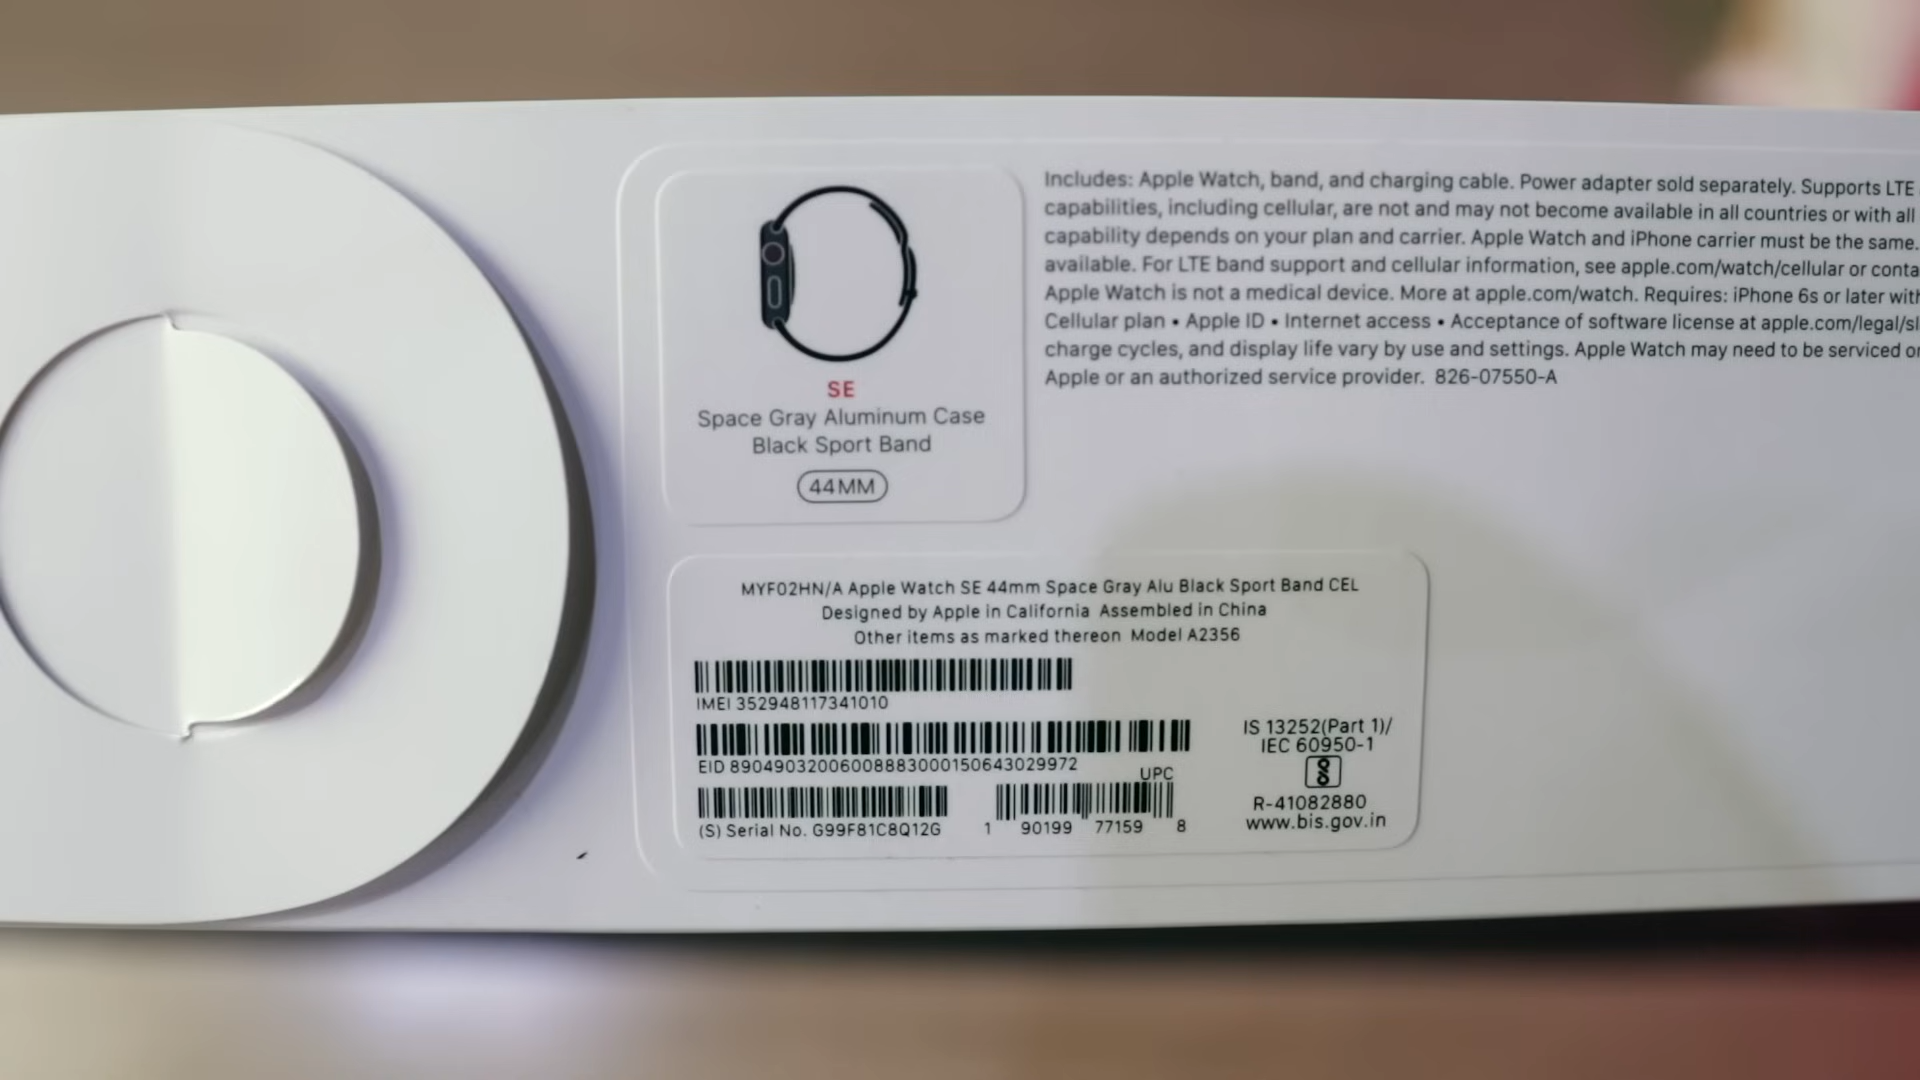 Includes: Apple Watch, band, and charging cable. Power adapter sold separately. Supports LTE
capabilities, including cellular, are not and may not become available in all countries or with all
capability depends on your plan and carrier. Apple Watch and iPhone carrier must be the same.
available. For LTE band support and cellular information, see apple.com/watch/cellular or conta
Apple Watch is not a medical device. More at apple.com/watch. Requires: iPhone 6s or later with
Cellular plan • Apple ID • Internet access • Acceptance of software license at apple.com/legal/sl
charge cycles, and display life vary by use and settings. Apple Watch may need to be serviced or
Apple or an authorized service provider. 826-07550-A
SE
Space Gray Aluminum Case
Black Sport Band
44MM
MYF02HN/A Apple Watch SE 44mm Space Gray Alu Black Sport Band CEL
Designed by Apple in California Assembled in China
Other items as marked thereon Model A2356
IMEI 352948117341010
EID 89049032006008883000150643029972
UPC
(S) Serial No. G99F81C8Q12G
1 90199 77159 8
IS 13252(Part 1)/
IEC 60950-1
R-41082880
www.bis.gov.in